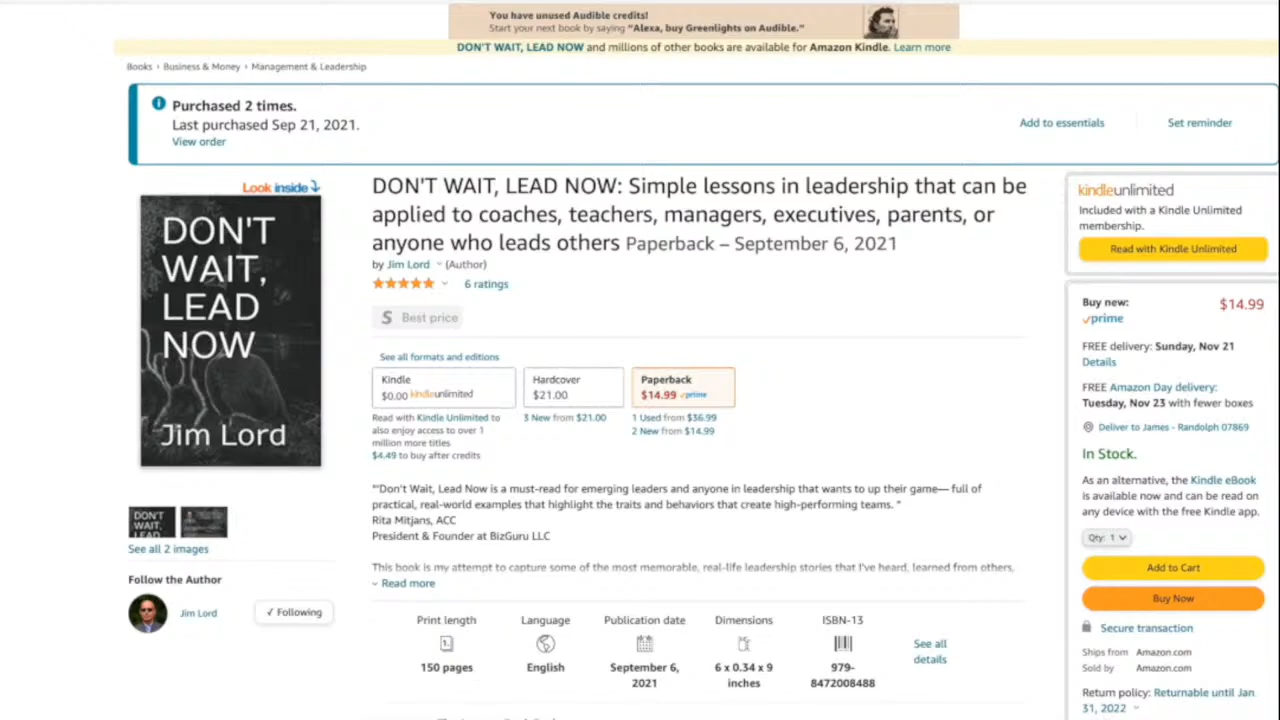 You have unused Audible credits!
Start your next book by saying "Alexa, buy Greenlights on Audible."
DON'T WAIT, LEAD NOW and millions of other books are available for Amazon Kindle. Learn more
Books › Business & Money › Management & Leadership
Purchased 2 times.
Last purchased Sep 21, 2021.
View order
Add to essentials
Set reminder
Look inside
DON'T
WAIT,
LEAD
NOW
Jim Lord
DON'T
WAIT,
LEAD
See all 2 images
Follow the Author
Jim Lord
✓ Following
DON'T WAIT, LEAD NOW: Simple lessons in leadership that can be
applied to coaches, teachers, managers, executives, parents, or
anyone who leads others Paperback – September 6, 2021
by Jim Lord (Author)
6 ratings
S Best price
See all formats and editions
Kindle
$0.00 kindleunlimited
Read with Kindle Unlimited to
also enjoy access to over 1
million more titles
$4.49 to buy after credits
Hardcover
$21.00
3 New from $21.00
Paperback
$14.99 prime
1 Used from $36.99
2 New from $14.99
"'Don't Wait, Lead Now is a must-read for emerging leaders and anyone in leadership that wants to up their game— full of
practical, real-world examples that highlight the traits and behaviors that create high-performing teams. "
Rita Mitjans, ACC
President & Founder at BizGuru LLC
This book is my attempt to capture some of the most memorable, real-life leadership stories that I've heard, learned from others,
Read more
Print length
1
150 pages
Language
English
Publication date
September 6,
2021
Dimensions
6 x 0.34 x 9
inches
ISBN-13
979-
8472008488
See all
details
kindleunlimited
Included with a Kindle Unlimited
membership.
Read with Kindle Unlimited
Buy new:
$14.99
prime
FREE delivery: Sunday, Nov 21
Details
FREE Amazon Day delivery:
Tuesday, Nov 23 with fewer boxes
Deliver to James - Randolph 07869
In Stock.
As an alternative, the Kindle eBook
is available now and can be read on
any device with the free Kindle app.
Qty: 1
Add to Cart
Buy Now
Secure transaction
Ships from Amazon.com
Sold by Amazon.com
Return policy: Returnable until Jan
31, 2022